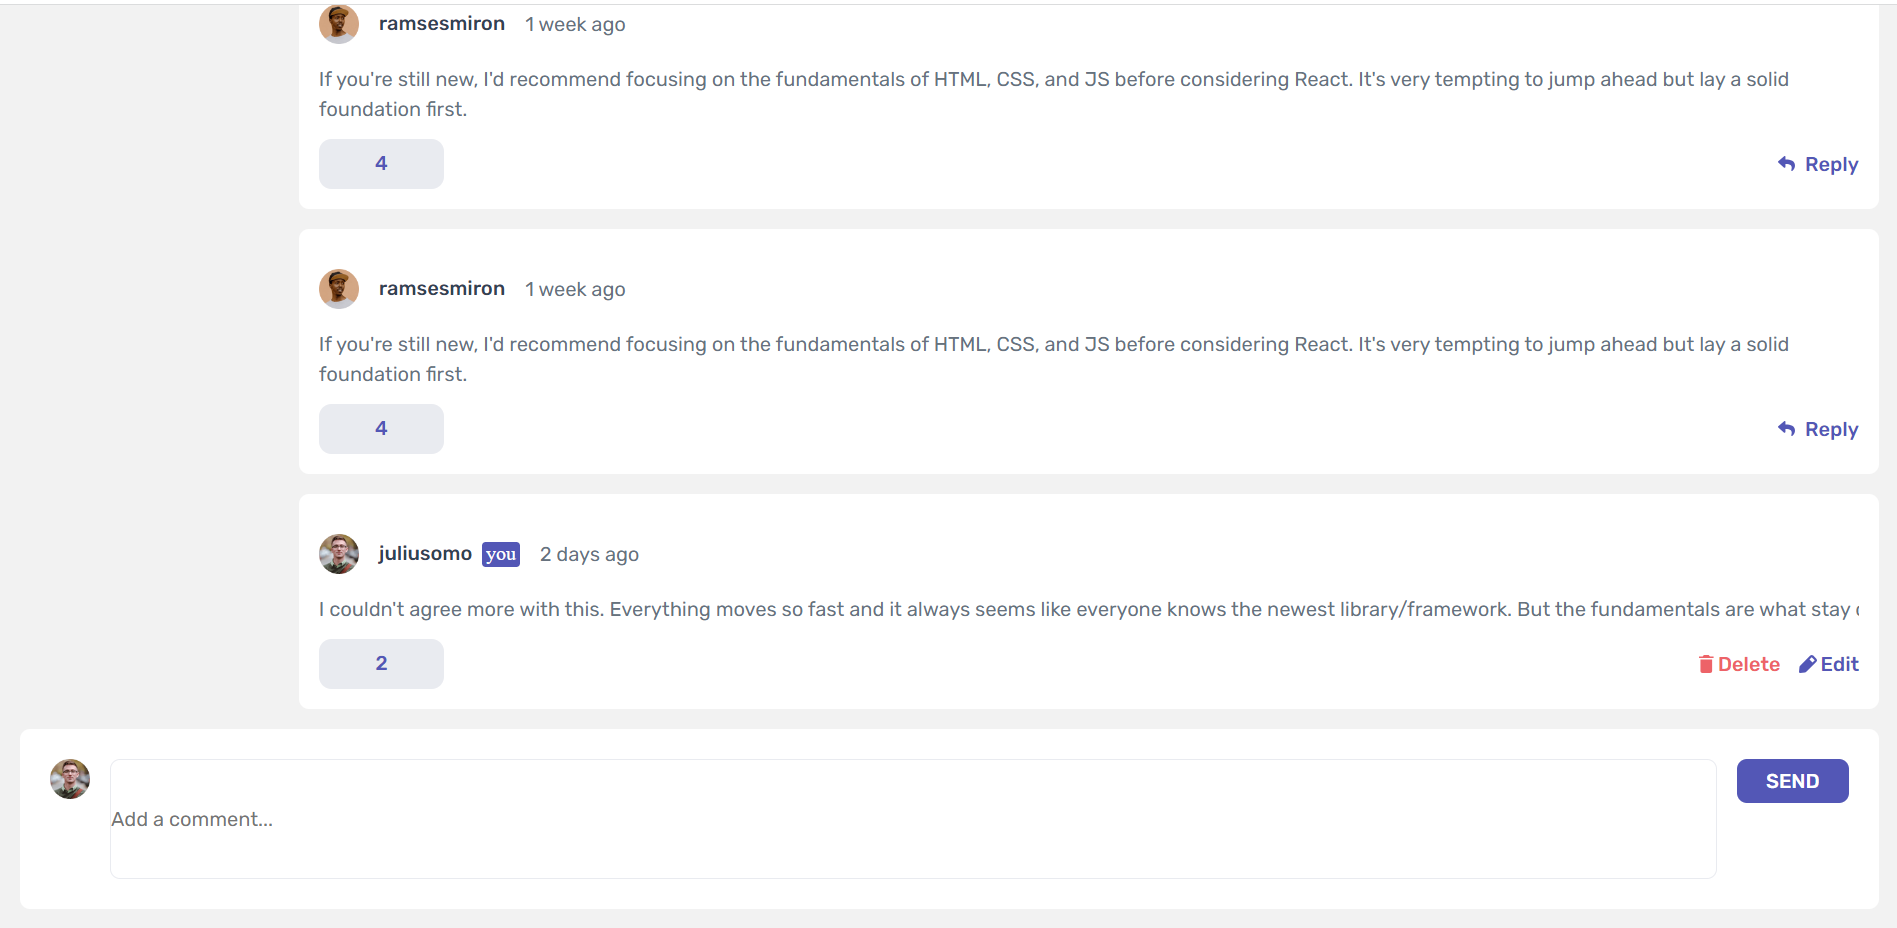 ramsesmiron 1 week ago
If you're still new, I'd recommend focusing on the fundamentals of HTML, CSS, and JS before considering React. It's very tempting to jump ahead but lay a solid
foundation first.
4 Reply
ramsesmiron 1 week ago
If you're still new, I'd recommend focusing on the fundamentals of HTML, CSS, and JS before considering React. It's very tempting to jump ahead but lay a solid
foundation first.
4 Reply
juliusomo you 2 days ago
I couldn't agree more with this. Everything moves so fast and it always seems like everyone knows the newest library/framework. But the fundamentals are what stay
2 Delete Edit
SEND
Add a comment...